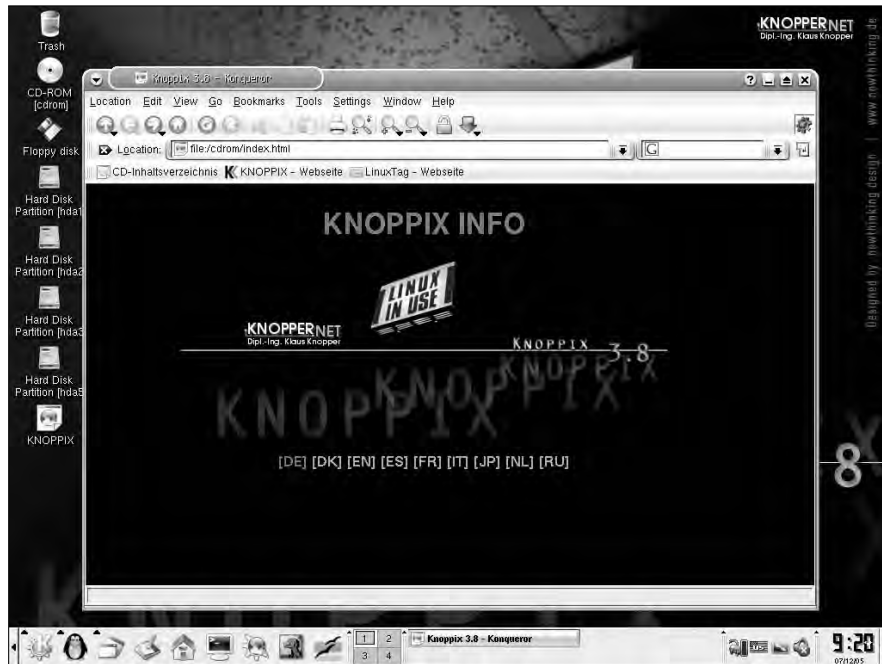 Trash
CD-ROM
[cdrom]
Floppy disk
Hard Disk
Partition [hda1
Hard Disk
Partition [hda2
Hard Disk
Partition [hda3
Hard Disk
Partition [hda5
KNOPPIX
KNOPPERNET
Dipl.-Ing. Klaus Knopper
Designed by: nowthinking design | www.nowthinking.de
Knoppix 3.8 - Konqueror
Location Edit View Go Bookmarks Tools Settings Window Help
Location: file:/cdrom/index.html
G
CD-Inhaltsverzeichnis KNOPPIX - Webseite LinuxTag - Webseite
KNOPPIX INFO
LINUX
IN USE
KNOPPERNET
Dipl.-Ing. Klaus Knopper
KNOPPIX 3.8
KNOPPIX
KNOPPIX
KNOPPIX
[DE] [DK] [EN] [ES] [FR] [IT] [JP] [NL] [RU]
8
1 2
3 4
Knoppix 3.8 - Konqueror
9:20
07/12/05